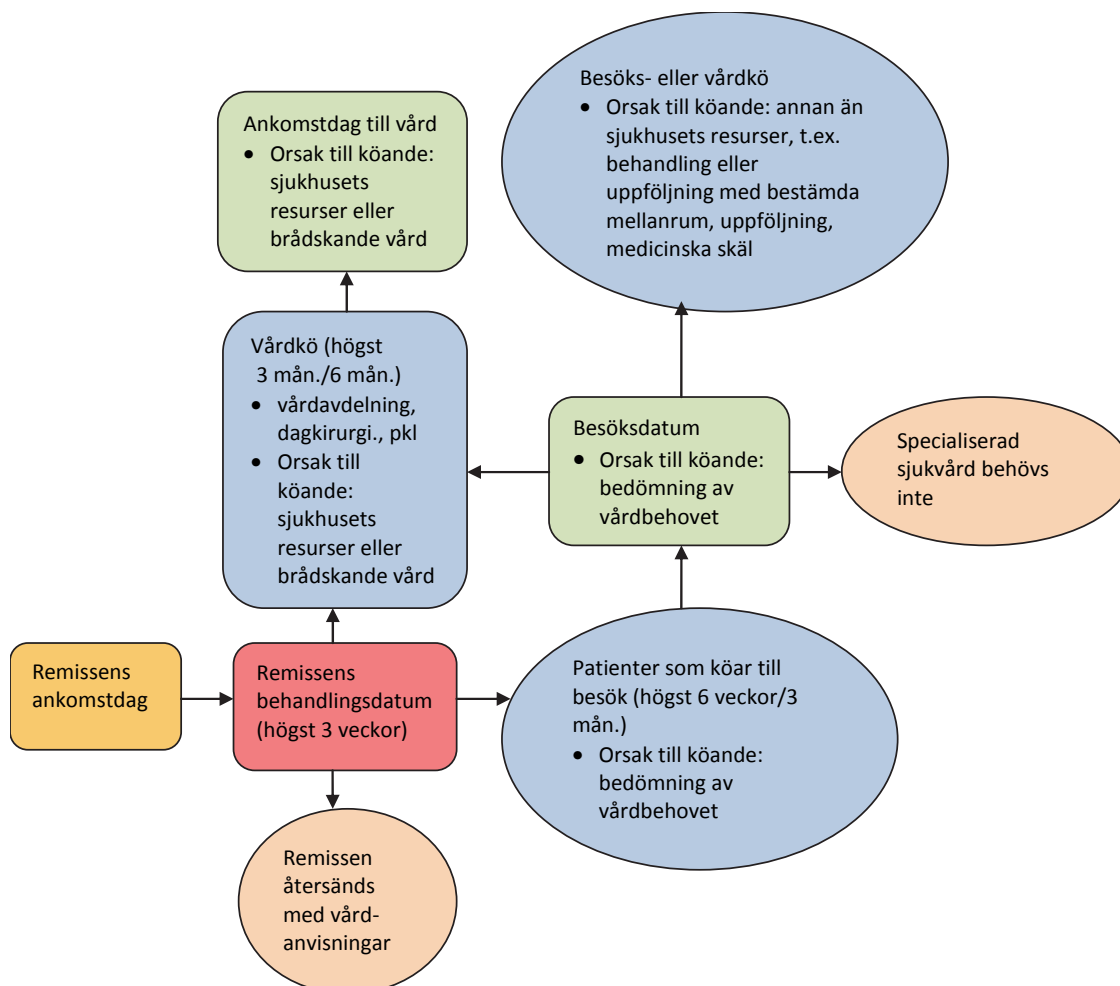 Ankomstdag till vård
• Orsak till köande:
sjukhusets
resurser eller
brådskande vård
Besöks- eller vårdkö
• Orsak till köande: annan än
sjukhusets resurser, t.ex.
behandling eller
uppföljning med bestämda
mellanrum, uppföljning,
medicinska skäl
Vårdkö (högst
3 mån./6 mån.)
• vårdavdelning,
dagkirurgi., pkl
• Orsak till
köande:
sjukhusets
resurser eller
brådskande vård
Besöksdatum
• Orsak till köande:
bedömning av
vårdbehovet
Specialiserad
sjukvård behövs
inte
Remissens
ankomstdag
Remissens
behandlingsdatum
(högst 3 veckor)
Patienter som köar till
besök (högst 6 veckor/3
mån.)
• Orsak till köande:
bedömning av
vårdbehovet
Remissen
återsänds
med vård-
anvisningar